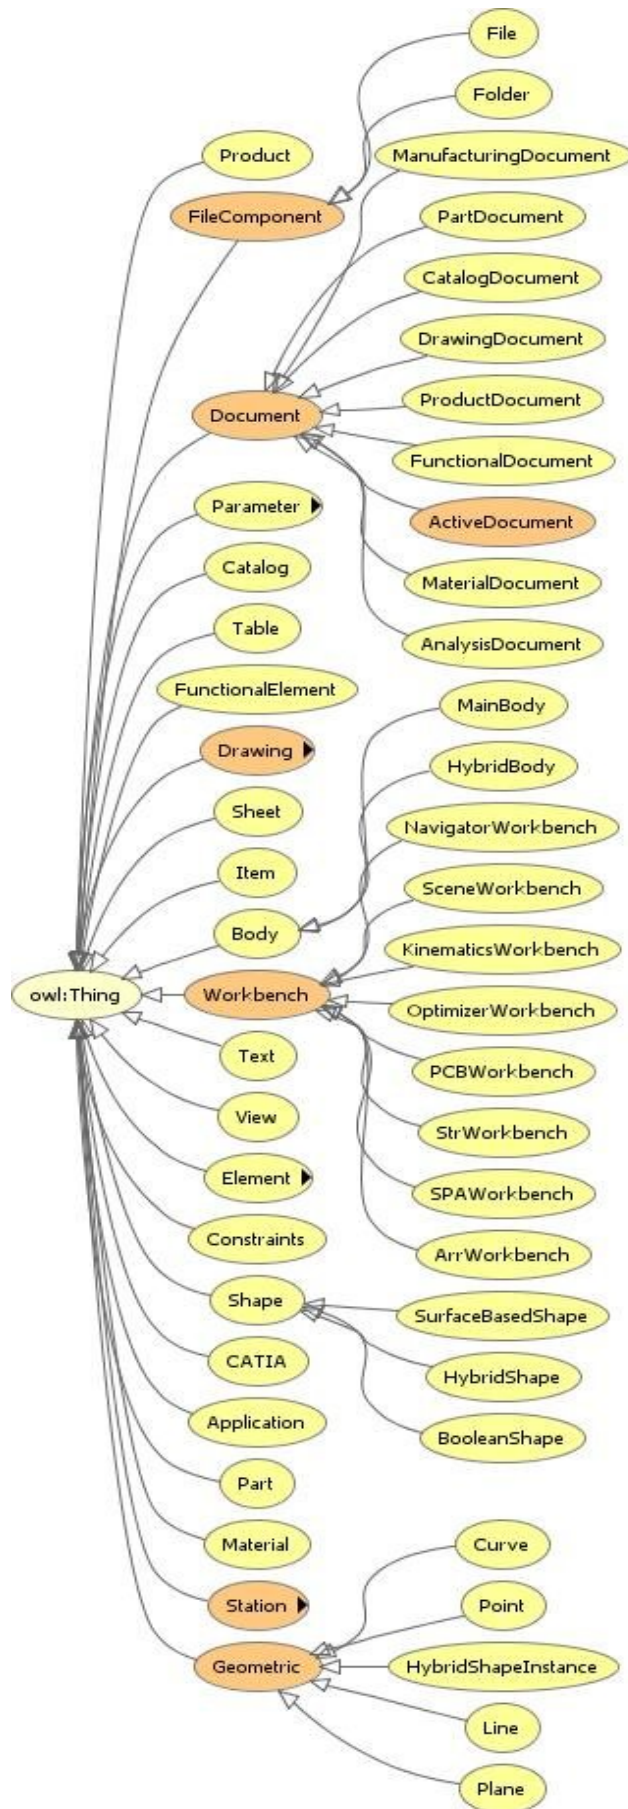 File
Folder
Product
ManufacturingDocument
FileComponent
PartDocument
CatalogDocument
DrawingDocument
ProductDocument
Document
FunctionalDocument
Parameter
ActiveDocument
Catalog
MaterialDocument
Table
AnalysisDocument
FunctionalElement
MainBody
Drawing
HybridBody
Sheet
NavigatorWorkbench
Item
SceneWorkbench
Body
KinematicsWorkbench
owl:Thing
Workbench
OptimizerWorkbench
Text
PCBWorkbench
View
StrWorkbench
Element
SPAWorkbench
Constraints
ArrWorkbench
Shape
SurfaceBasedShape
CATIA
HybridShape
Application
BooleanShape
Part
Material
Curve
Station
Point
Geometric
HybridShapeInstance
Line
Plane